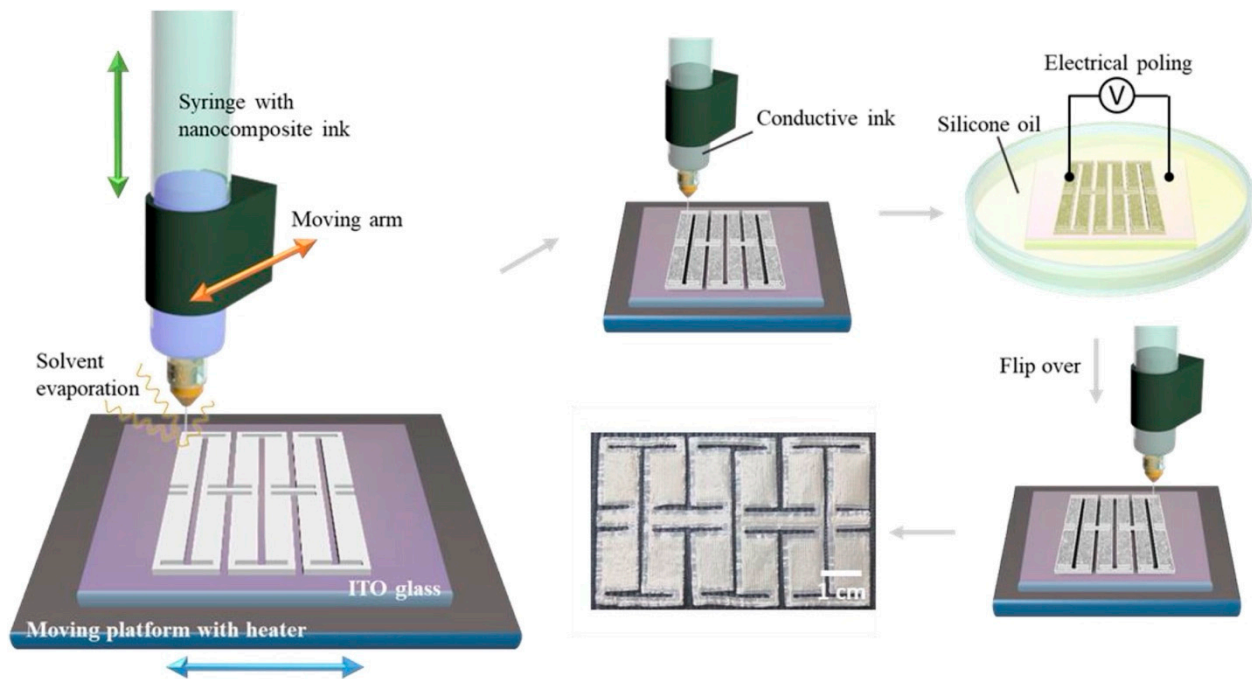 Syringe with
nanocomposite ink
Moving arm
Solvent
evaporation
ITO glass
Moving platform with heater
Conductive ink
Electrical poling
V
Silicone oil
Flip over
1 cm